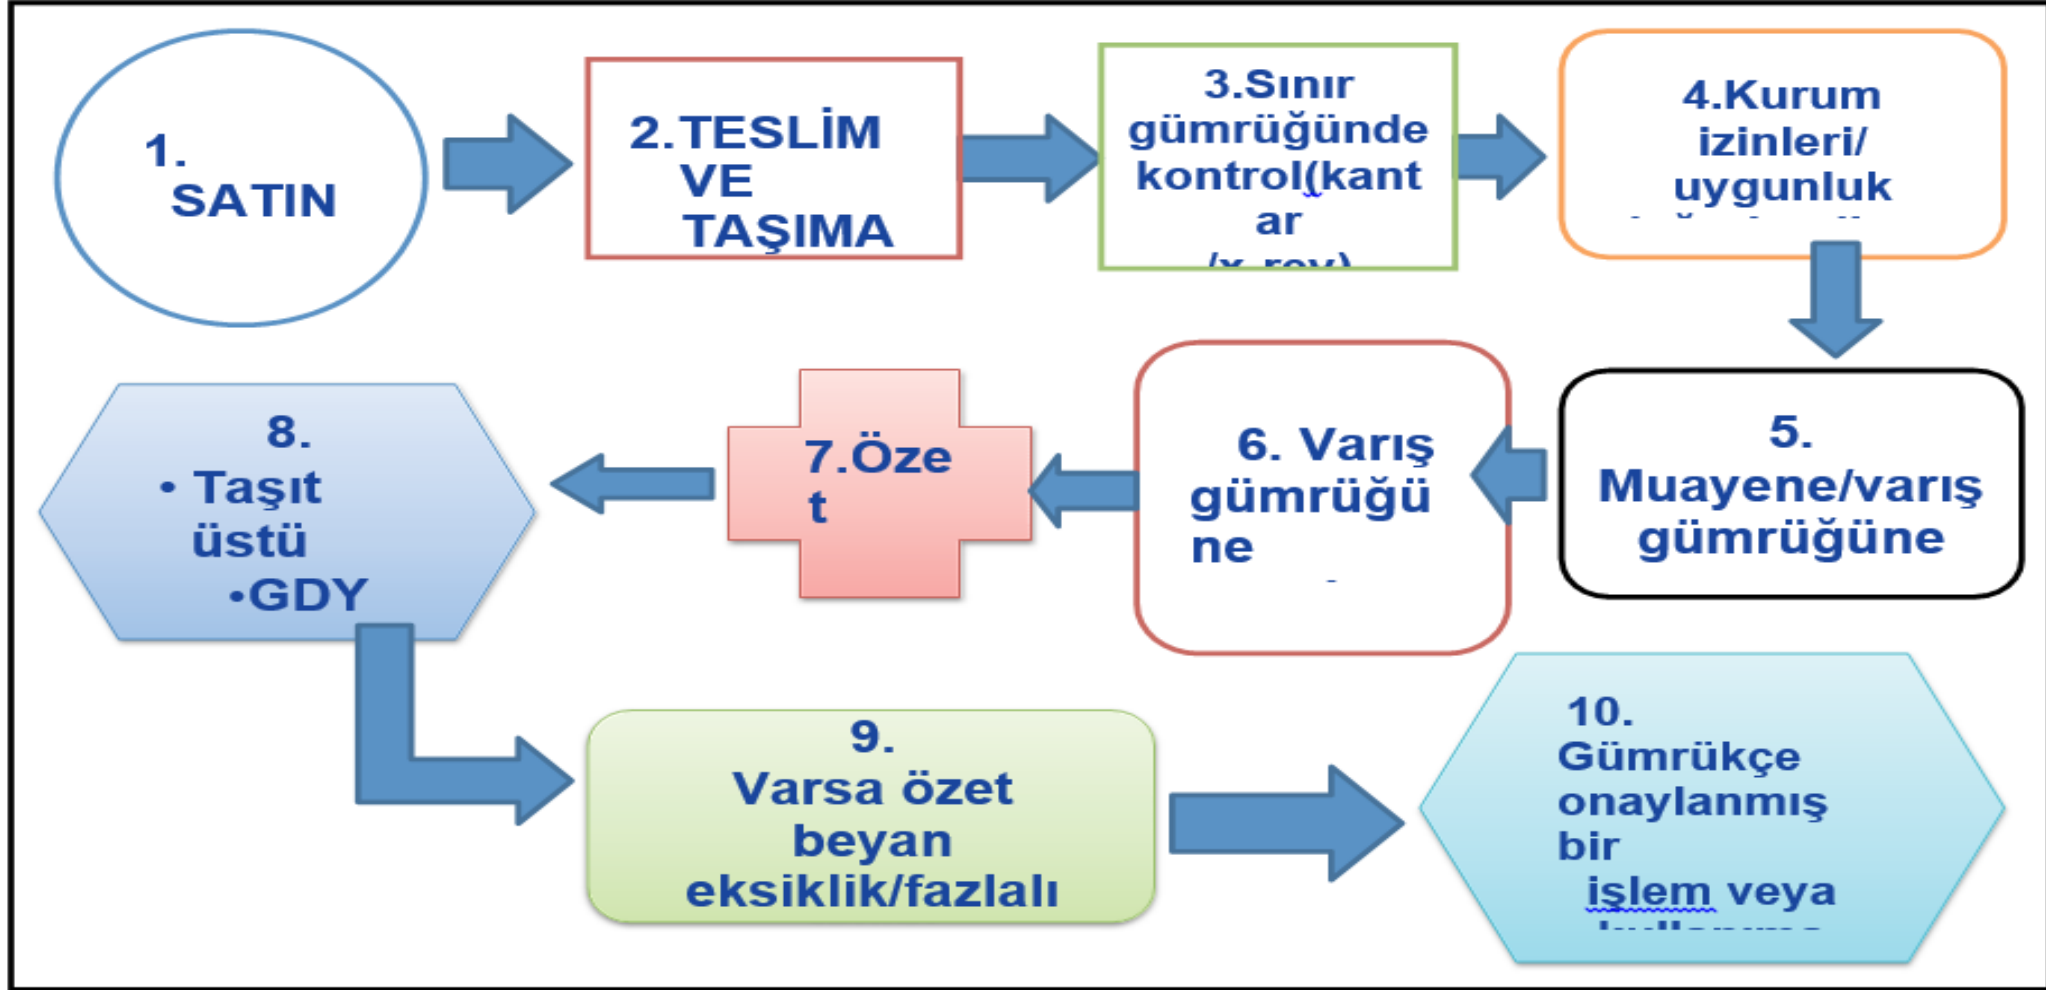 1.
SATIN
2.TESLİM
VE
TAŞIMA
3.Sınır
gümrüğünde
kontrol(kant
ar
4.Kurum
izinleri/
uygunluk
5.
Muayene/varış
gümrüğüne
6. Varış
gümrüğü
ne
7.Öze
t
8.
• Taşıt
üstü
•GDY
9.
Varsa özet
beyan
eksiklik/fazlalı
10.
Gümrükçe
onaylanmış
bir
işlem veya